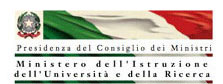 Presidenza del Consiglio dei Ministri
Ministero dell'Istruzione
dell'Università e della Ricerca